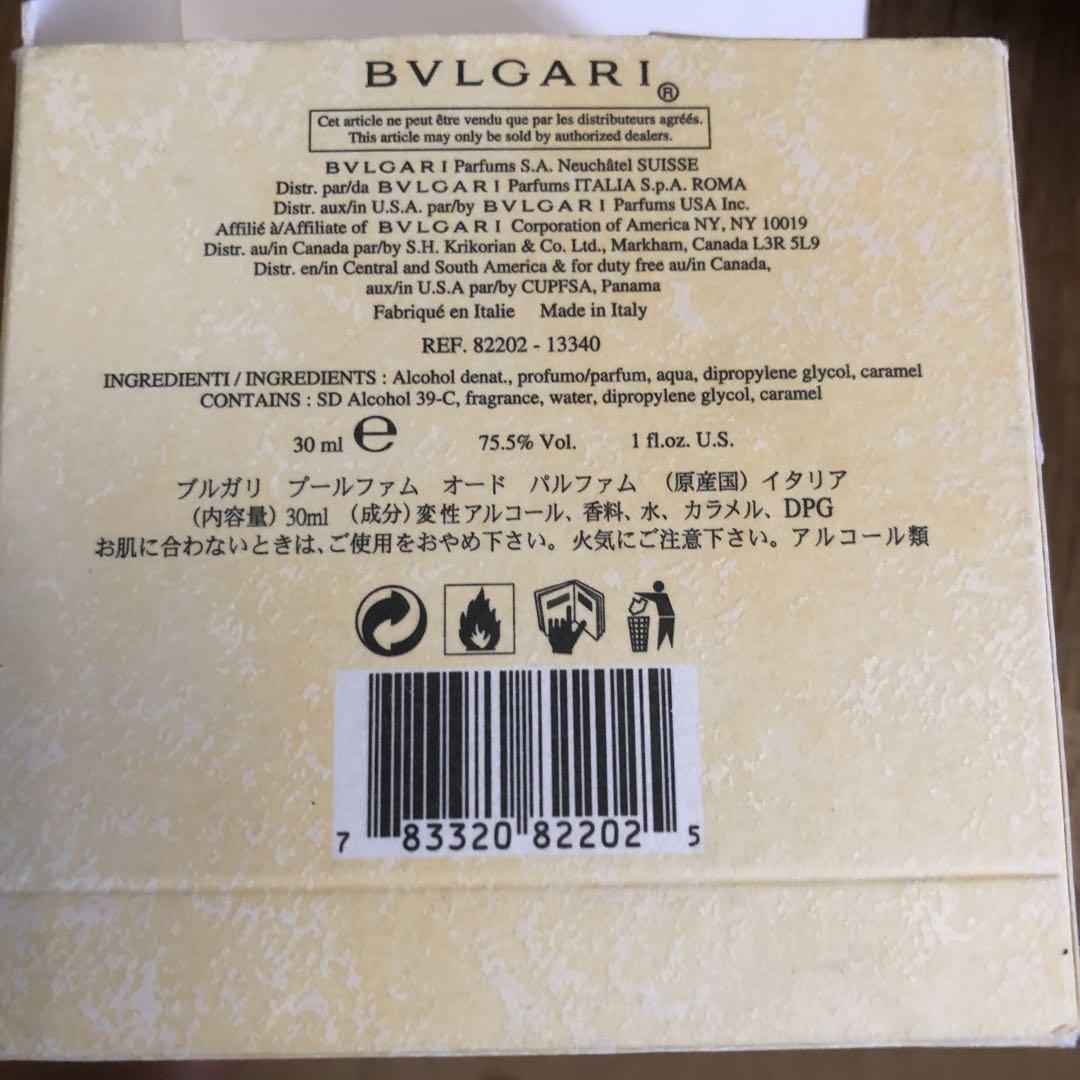 BVLGARI®
Cet article ne peut être vendu que par les distributeurs agréés.
This article may only be sold by authorized dealers.
BVLGARI Parfums S.A. Neuchâtel SUISSE
Distr. par/da BVLGARI Parfums ITALIA S.p.A. ROMA
Distr. aux/in U.S.A. par/by BVLGARI Parfums USA Inc.
Affilié à/Affiliate of BVLGARI Corporation of America NY, NY 10019
Distr. au/in Canada par/by S.H. Krikorian & Co. Ltd., Markham, Canada L3R 5L9
Distr. en/in Central and South America & for duty free au/in Canada,
aux/in U.S.A par/by CUPFSA, Panama
Fabriqué en Italie Made in Italy
REF. 82202 - 13340
INGREDIENTI / INGREDIENTS : Alcohol denat., profumo/parfum, aqua, dipropylene glycol, caramel
CONTAINS : SD Alcohol 39-C, fragrance, water, dipropylene glycol, caramel
30 ml ℮ 75.5% Vol. 1 fl.oz. U.S.
ブルガリ プールファム オード パルファム (原産国) イタリア
(内容量) 30ml (成分) 変性アルコール、香料、水、カラメル、DPG
お肌に合わないときは、ご使用をおやめ下さい。火気にご注意下さい。アルコール類
7 83320 82202 5